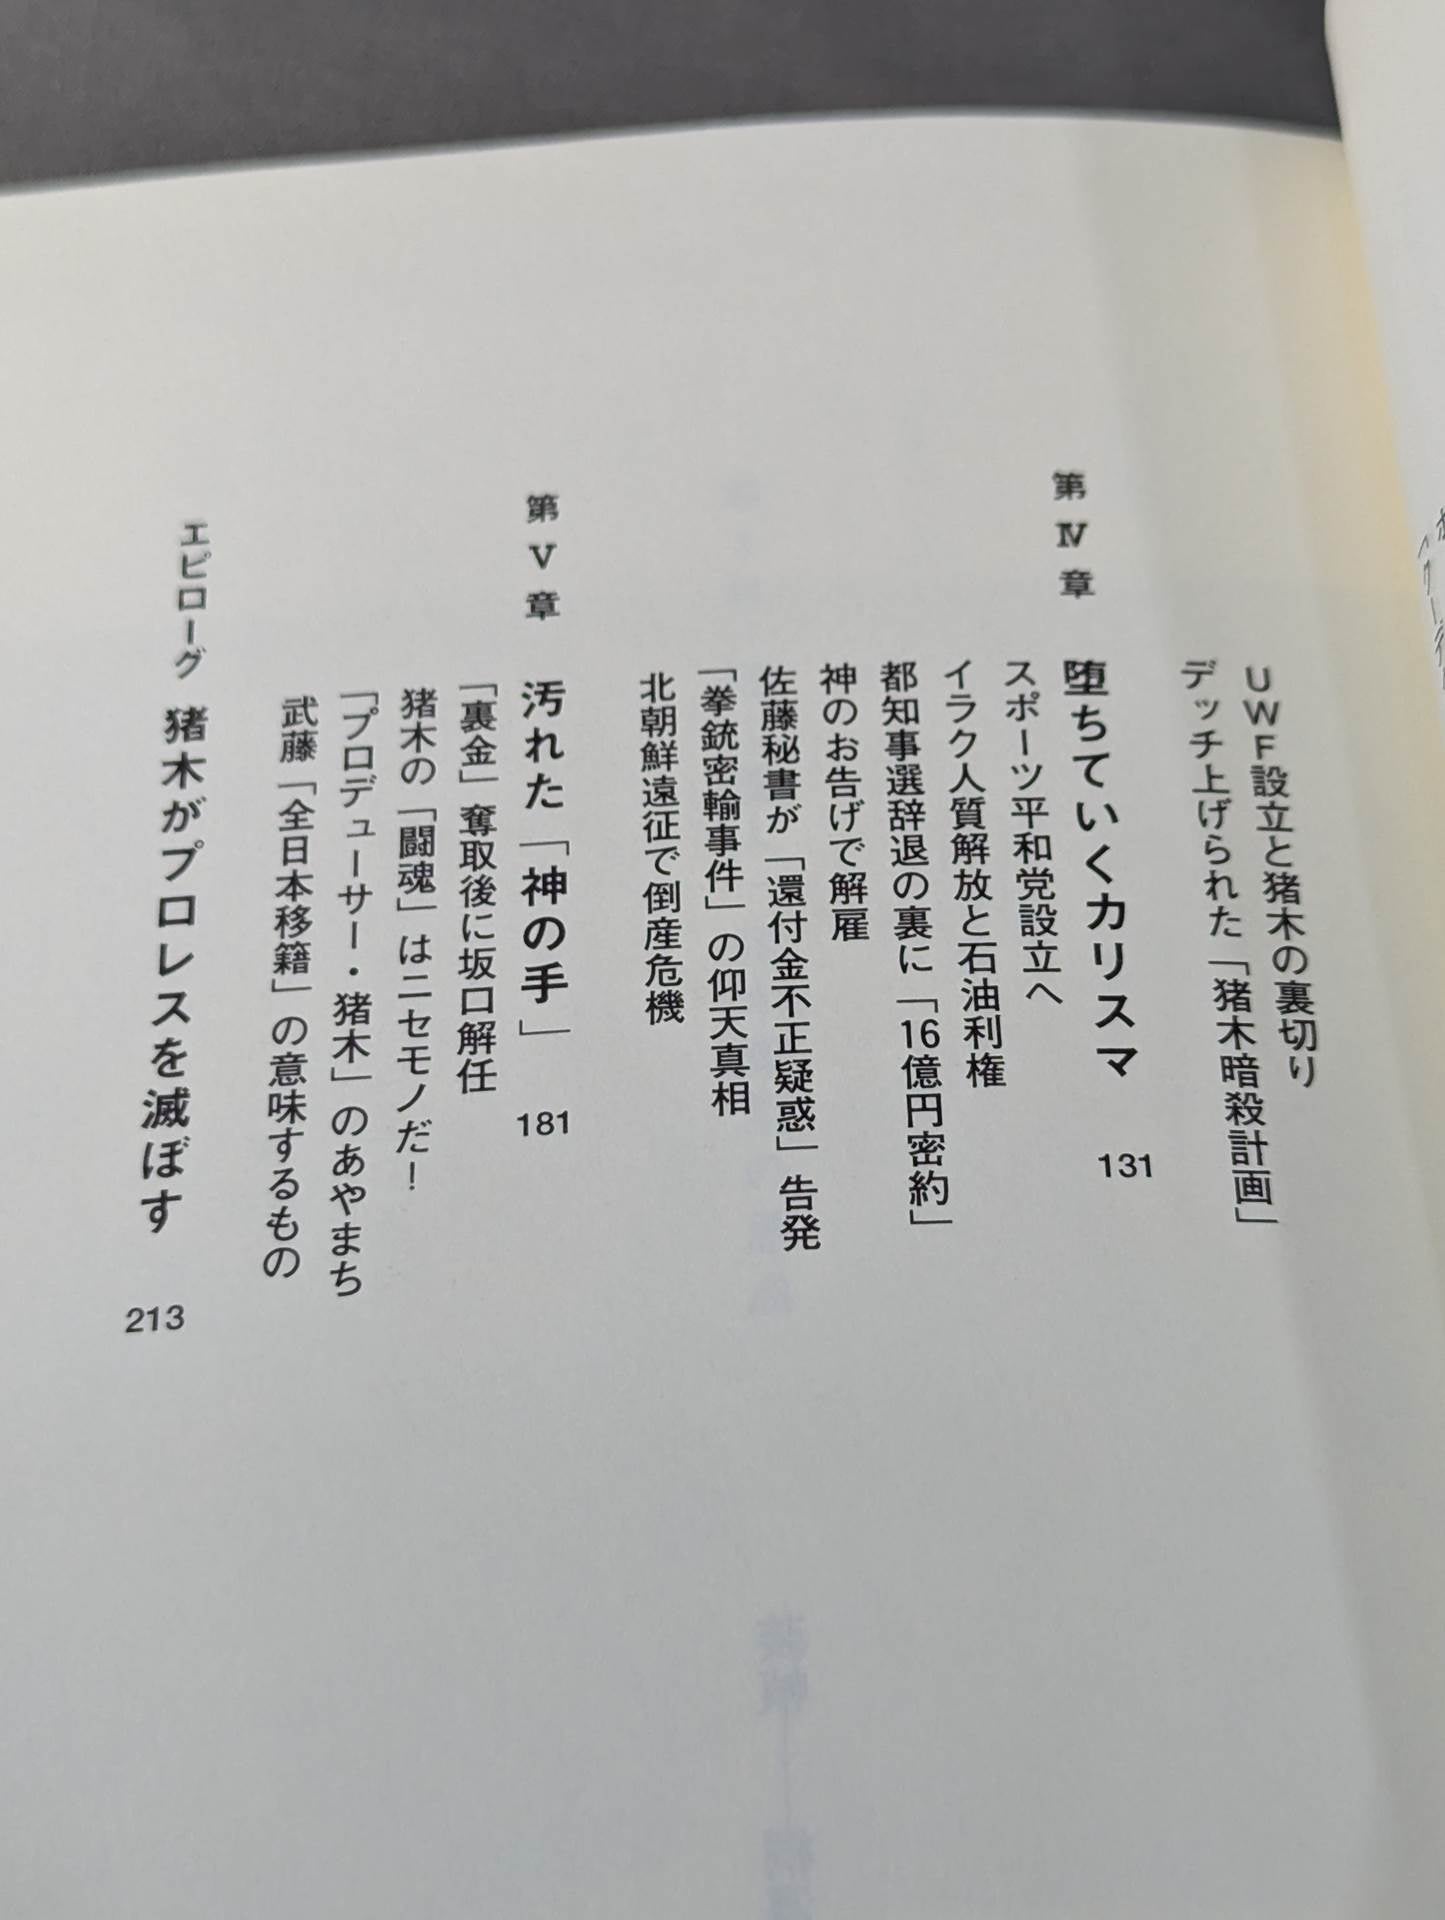 UWF設立と猪木の裏切り
デッチ上げられた「猪木暗殺計画」
第Ⅳ章 堕ちていくカリスマ 131
スポーツ平和党設立へ
イラク人質解放と石油利権
都知事選辞退の裏に「16億円密約」
神のお告げで解雇
佐藤秘書が「還付金不正疑惑」告発
「拳銃密輸事件」の仰天真相
北朝鮮遠征で倒産危機
第Ⅴ章 汚れた「神の手」 181
「裏金」奪取後に坂口解任
猪木の「闘魂」はニセモノだ!
「プロデューサー・猪木」のあやまち
武藤「全日本移籍」の意味するもの
エピローグ 猪木がプロレスを滅ぼす 213